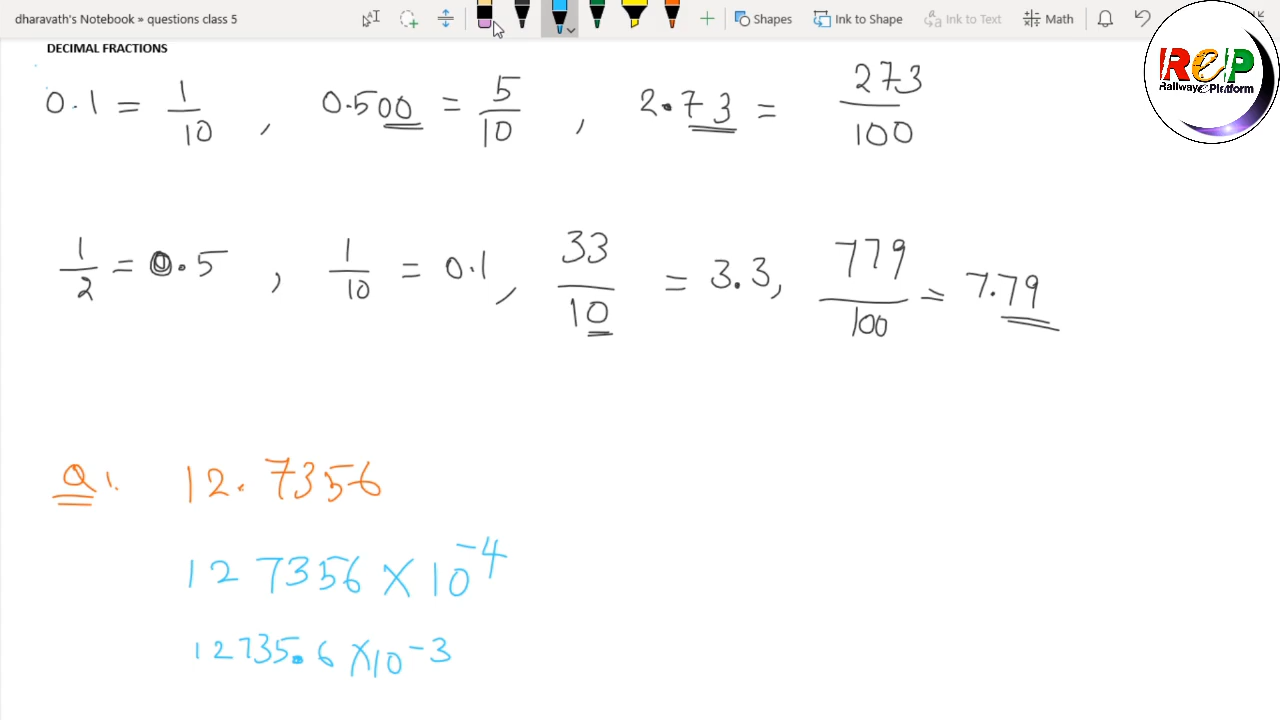 dharavath's Notebook » questions class 5
Shapes Ink to Shape Ink to Text Math
DECIMAL FRACTIONS
ReP
Railways Platform
0.1 = 1/10 , 0.500 = 5/10 , 2.73 = 273/100
1/2 = 0.5 , 1/10 = 0.1 , 33/10 = 3.3, 779/100 = 7.79
Q1. 12.7356
127356 × 10^-4
12735.6 × 10^-3